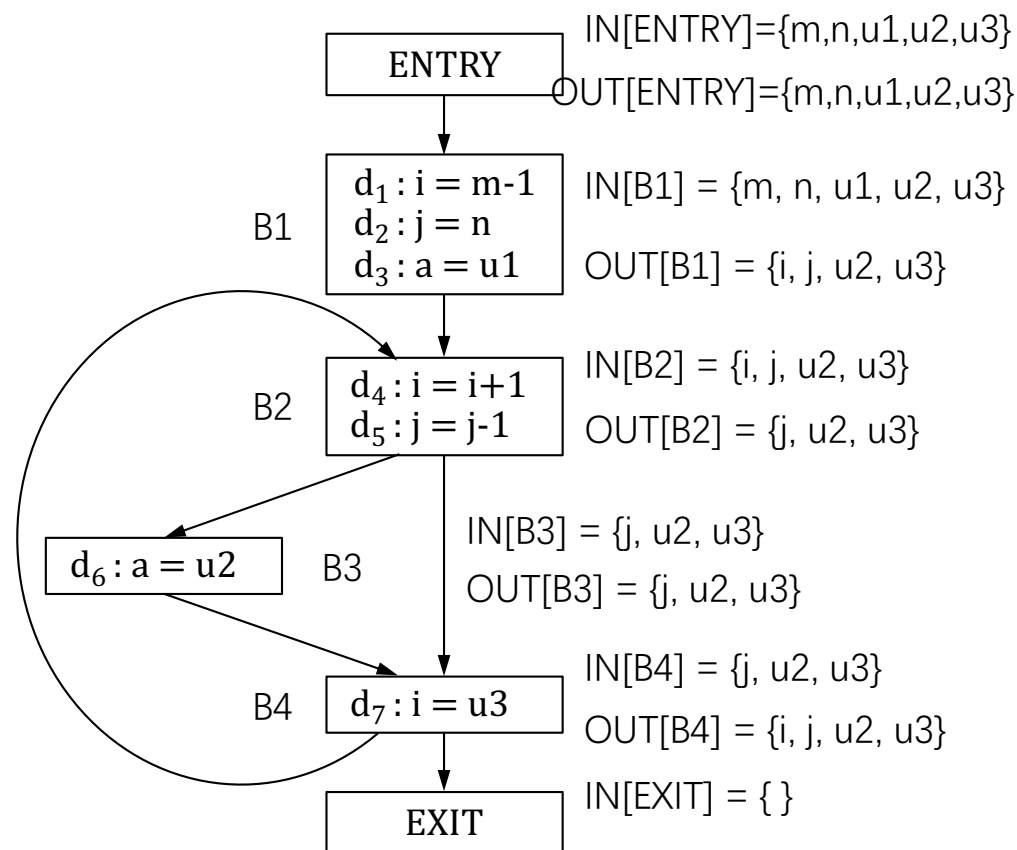 ENTRY
IN[ENTRY]={m,n,u1,u2,u3}
OUT[ENTRY]={m,n,u1,u2,u3}
B1
d₁ : i = m-1
d₂ : j = n
d₃ : a = u1
IN[B1] = {m, n, u1, u2, u3}
OUT[B1] = {i, j, u2, u3}
B2
d₄ : i = i+1
d₅ : j = j-1
IN[B2] = {i, j, u2, u3}
OUT[B2] = {j, u2, u3}
d₆ : a = u2
B3
IN[B3] = {j, u2, u3}
OUT[B3] = {j, u2, u3}
B4
d₇ : i = u3
IN[B4] = {j, u2, u3}
OUT[B4] = {i, j, u2, u3}
EXIT
IN[EXIT] = { }